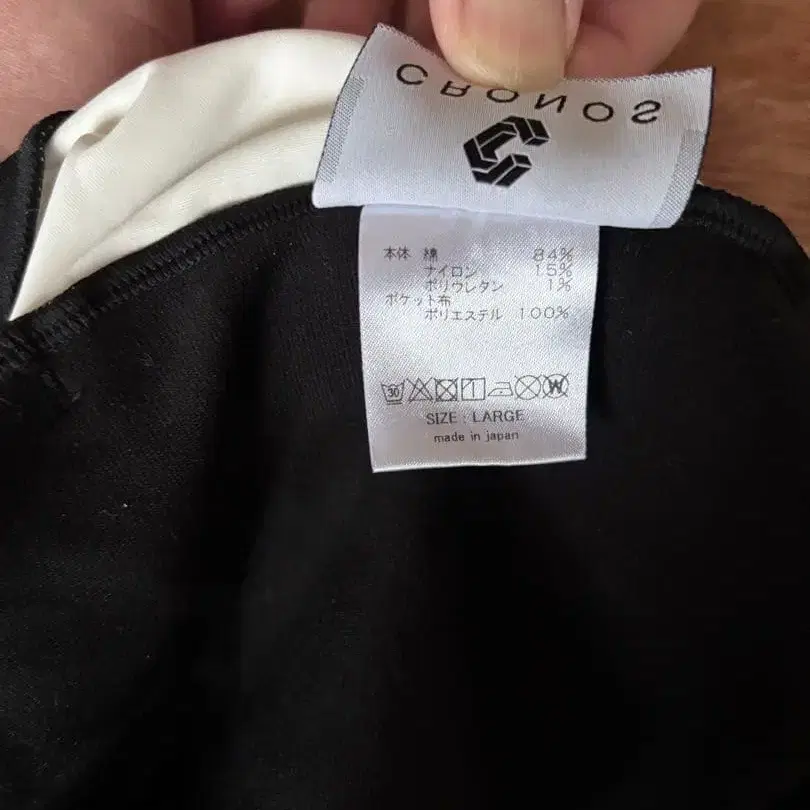 CRONOS
本体 綿 84%
ナイロン 15%
ポリウレタン 1%
ポケット布
ポリエステル 100%
30 W
SIZE : LARGE
made in japan